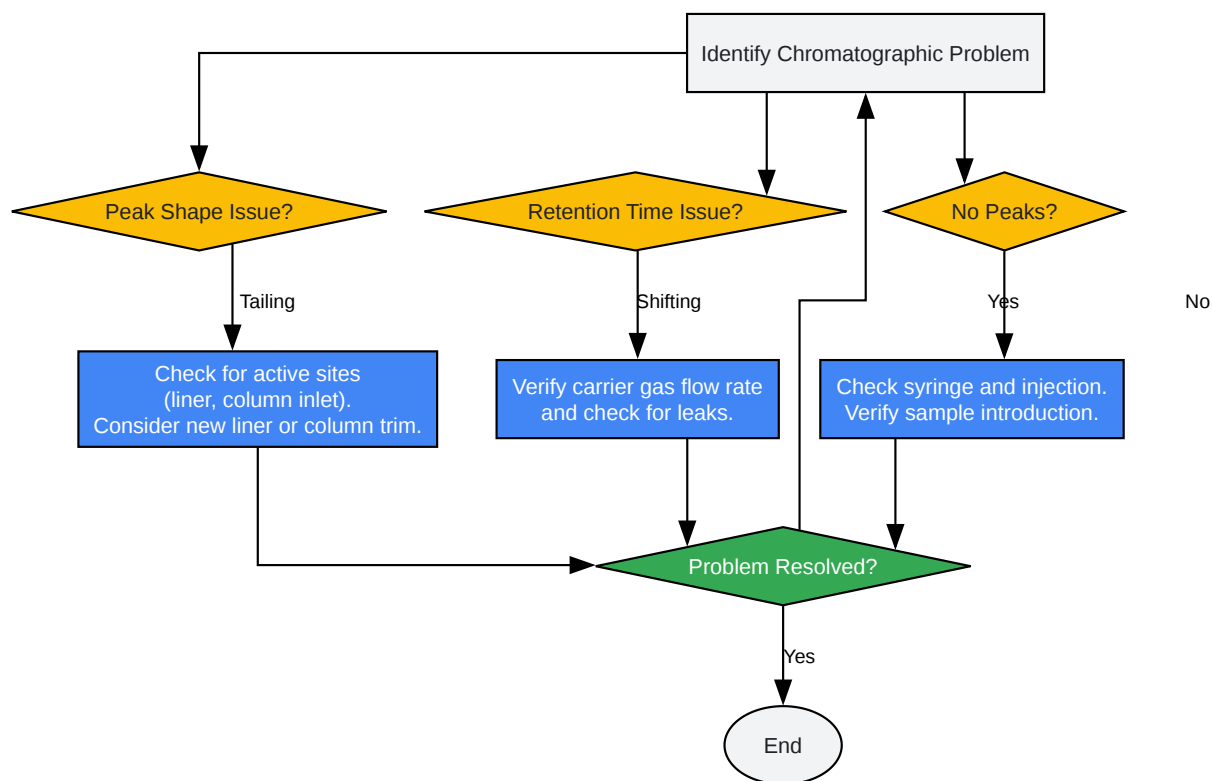 Identify Chromatographic Problem
Peak Shape Issue?
Retention Time Issue?
No Peaks?
Tailing
Shifting
Yes
No
Check for active sites
(liner, column inlet).
Consider new liner or column trim.
Verify carrier gas flow rate
and check for leaks.
Check syringe and injection.
Verify sample introduction.
Problem Resolved?
Yes
End